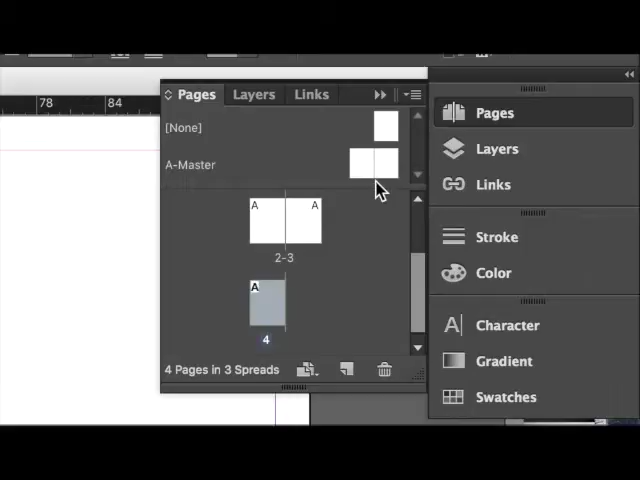 78
84
Pages
Layers
Links
[None]
A-Master
A
A
2-3
A
4
4 Pages in 3 Spreads
Pages
Layers
Links
Stroke
Color
A Character
Gradient
Swatches